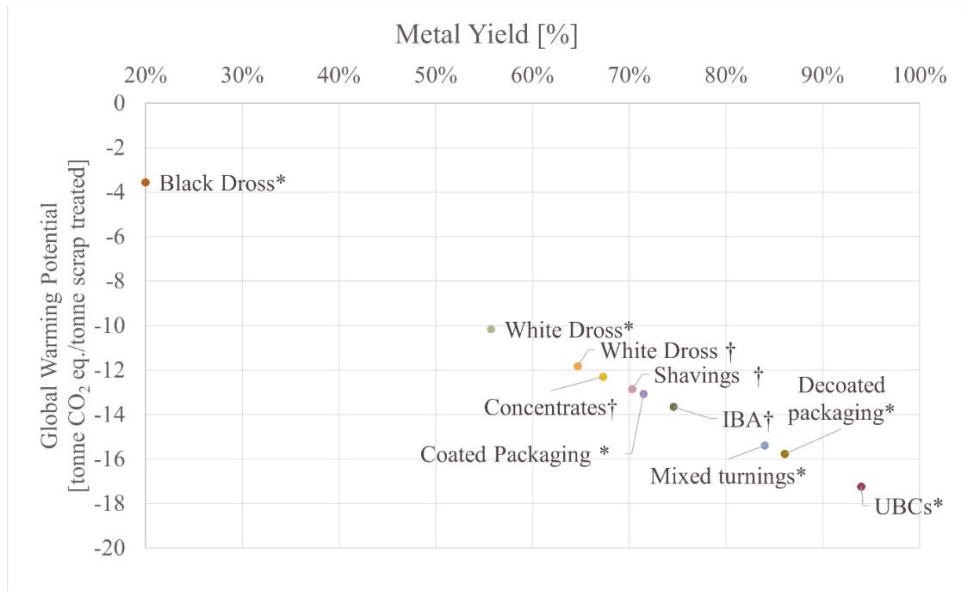 Metal Yield [%]
20% 30% 40% 50% 60% 70% 80% 90% 100%
0
-2
-4
-6
-8
-10
-12
-14
-16
-18
-20
Global Warming Potential
[tonne CO₂ eq./tonne scrap treated]
Black Dross*
White Dross*
White Dross †
Shavings †
Concentrates†
Decoated
packaging*
IBA†
Coated Packaging *
Mixed turnings*
UBCs*